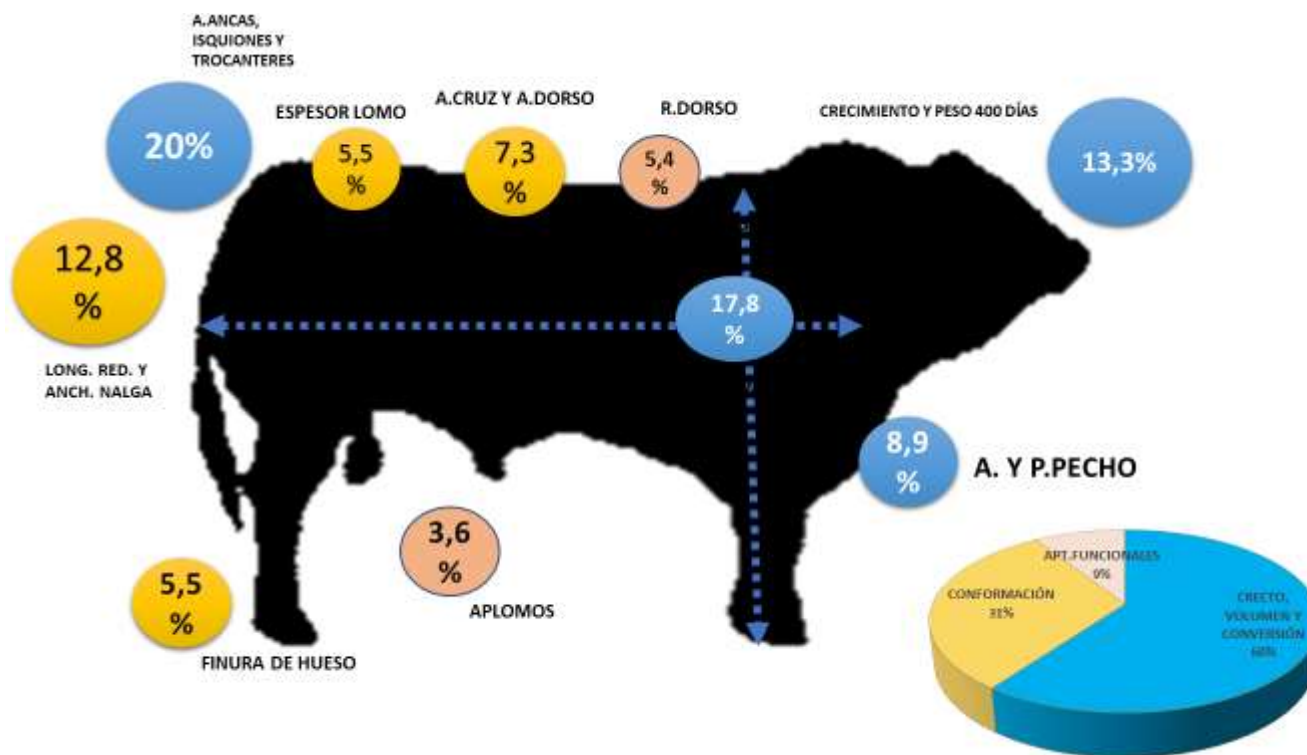 A.ANCAS,
ISQUIONES Y
TROCANTERES
20%
ESPESOR LOMO
5,5
%
A.CRUZ Y A.DORSO
7,3
%
R.DORSO
5,4
%
CRECIMIENTO Y PESO 400 DÍAS
13,3%
12,8
%
LONG. RED. Y
ANCH. NALGA
17,8
%
8,9
%
A. Y P.PECHO
3,6
%
APLOMOS
5,5
%
FINURA DE HUESO
APT.FUNCIONALES
9%
CONFORMACIÓN
31%
CRECTO,
VOLUMEN Y
CONVERSIÓN
60%